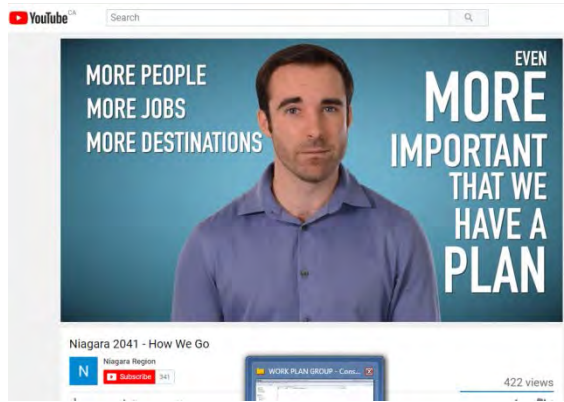 YouTube CA
Search
MORE PEOPLE
MORE JOBS
MORE DESTINATIONS
EVEN
MORE
IMPORTANT
THAT WE
HAVE A
PLAN
Niagara 2041 - How We Go
N
Niagara Region
Subscribe 341
WORK PLAN GROUP - Cons...
422 views